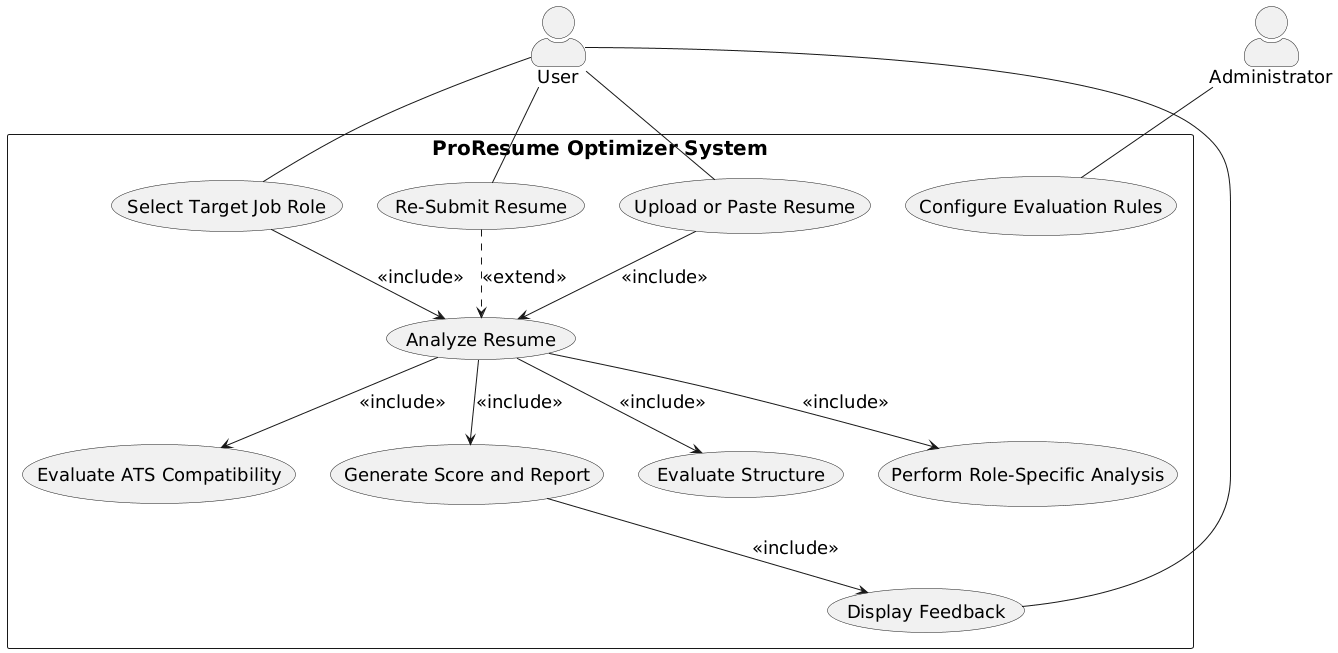 User
Administrator
ProResume Optimizer System
Select Target Job Role
Re-Submit Resume
Upload or Paste Resume
Configure Evaluation Rules
«include»
«extend»
«include»
Analyze Resume
«include»
«include»
«include»
«include»
Evaluate ATS Compatibility
Generate Score and Report
Evaluate Structure
Perform Role-Specific Analysis
«include»
Display Feedback